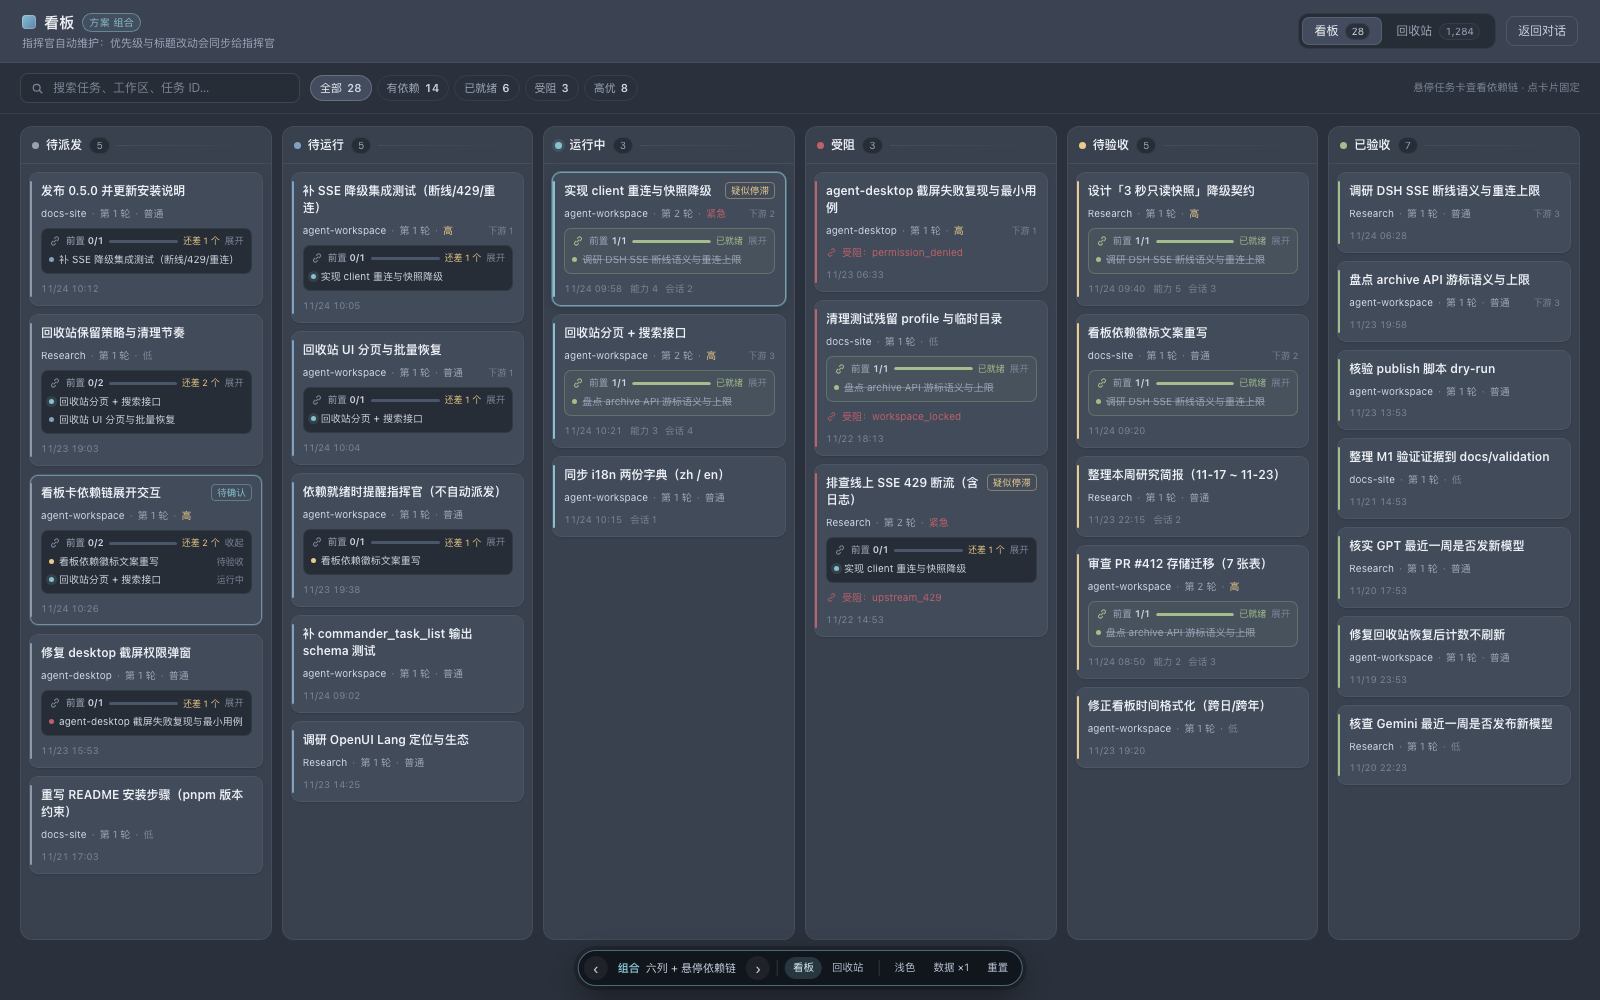 看板 方案 组合
指挥官自动维护：优先级与标题改动会同步给指挥官
看板 28 回收站 1,284 返回对话
搜索任务、工作区、任务 ID...
全部 28 有依赖 14 已就绪 6 受阻 3 高优 8
悬停任务卡查看依赖链 · 点卡片固定
待派发 5
发布 0.5.0 并更新安装说明
docs-site · 第 1 轮 · 普通
前置 0/1 还差 1 个 展开
补 SSE 降级集成测试（断线/429/重连）
11/24 10:12
回收站保留策略与清理节奏
Research · 第 1 轮 · 低
前置 0/2 还差 2 个 展开
回收站分页 + 搜索接口
回收站 UI 分页与批量恢复
11/23 19:03
看板卡依赖链展开交互 待确认
agent-workspace · 第 1 轮 · 高
前置 0/2 还差 2 个 收起
看板依赖徽标文案重写 待验收
回收站分页 + 搜索接口 运行中
11/24 10:26
修复 desktop 截屏权限弹窗
agent-desktop · 第 1 轮 · 普通
前置 0/1 还差 1 个 展开
agent-desktop 截屏失败复现与最小用例
11/23 15:53
重写 README 安装步骤（pnpm 版本
约束）
docs-site · 第 1 轮 · 低
11/21 17:03
待运行 5
补 SSE 降级集成测试（断线/429/重
连）
agent-workspace · 第 1 轮 · 高 下游 1
前置 0/1 还差 1 个 展开
实现 client 重连与快照降级
11/24 10:05
回收站 UI 分页与批量恢复
agent-workspace · 第 1 轮 · 普通 下游 1
前置 0/1 还差 1 个 展开
回收站分页 + 搜索接口
11/24 10:04
依赖就绪时提醒指挥官（不自动派发）
agent-workspace · 第 1 轮 · 普通
前置 0/1 还差 1 个 展开
看板依赖徽标文案重写
11/23 19:38
补 commander_task_list 输出
schema 测试
agent-workspace · 第 1 轮 · 普通
11/24 09:02
调研 OpenUI Lang 定位与生态
Research · 第 1 轮 · 普通
11/23 14:25
运行中 3
实现 client 重连与快照降级 疑似停滞
agent-workspace · 第 2 轮 · 紧急 下游 2
前置 1/1 已就绪 展开
调研 DSH SSE 断线语义与重连上限
11/24 09:58 能力 4 会话 2
回收站分页 + 搜索接口
agent-workspace · 第 2 轮 · 高 下游 3
前置 1/1 已就绪 展开
盘点 archive API 游标语义与上限
11/24 10:21 能力 3 会话 4
同步 i18n 两份字典（zh / en）
agent-workspace · 第 1 轮 · 普通
11/24 10:15 会话 1
受阻 3
agent-desktop 截屏失败复现与最小用
例
agent-desktop · 第 1 轮 · 高 下游 1
受阻：permission_denied
11/23 06:33
清理测试残留 profile 与临时目录
docs-site · 第 1 轮 · 低
前置 1/1 已就绪 展开
盘点 archive API 游标语义与上限
受阻：workspace_locked
11/22 18:13
排查线上 SSE 429 断流（含 疑似停滞
日志）
Research · 第 2 轮 · 紧急
前置 0/1 还差 1 个 展开
实现 client 重连与快照降级
受阻：upstream_429
11/22 14:53
待验收 5
设计「3 秒只读快照」降级契约
Research · 第 1 轮 · 高
前置 1/1 已就绪 展开
调研 DSH SSE 断线语义与重连上限
11/24 09:40 能力 5 会话 3
看板依赖徽标文案重写
docs-site · 第 1 轮 · 普通 下游 2
前置 1/1 已就绪 展开
调研 DSH SSE 断线语义与重连上限
11/24 09:20
整理本周研究简报（11-17 ~ 11-23）
Research · 第 1 轮 · 普通
11/23 22:15 会话 2
审查 PR #412 存储迁移（7 张表）
agent-workspace · 第 2 轮 · 高
前置 1/1 已就绪 展开
盘点 archive API 游标语义与上限
11/24 08:50 能力 2 会话 3
修正看板时间格式化（跨日/跨年）
agent-workspace · 第 1 轮 · 低
11/23 19:20
已验收 7
调研 DSH SSE 断线语义与重连上限
Research · 第 1 轮 · 普通 下游 3
11/24 06:28
盘点 archive API 游标语义与上限
agent-workspace · 第 1 轮 · 普通 下游 3
11/23 19:58
核验 publish 脚本 dry-run
agent-workspace · 第 1 轮 · 普通
11/23 13:53
整理 M1 验证证据到 docs/validation
docs-site · 第 1 轮 · 低
11/21 14:53
核实 GPT 最近一周是否发新模型
Research · 第 1 轮 · 普通
11/20 17:53
修复回收站恢复后计数不刷新
agent-workspace · 第 1 轮 · 普通
11/19 23:53
核查 Gemini 最近一周是否发布新模型
Research · 第 1 轮 · 低
11/20 22:23
‹ 组合 六列 + 悬停依赖链 › 看板 回收站 浅色 数据 ×1 重置